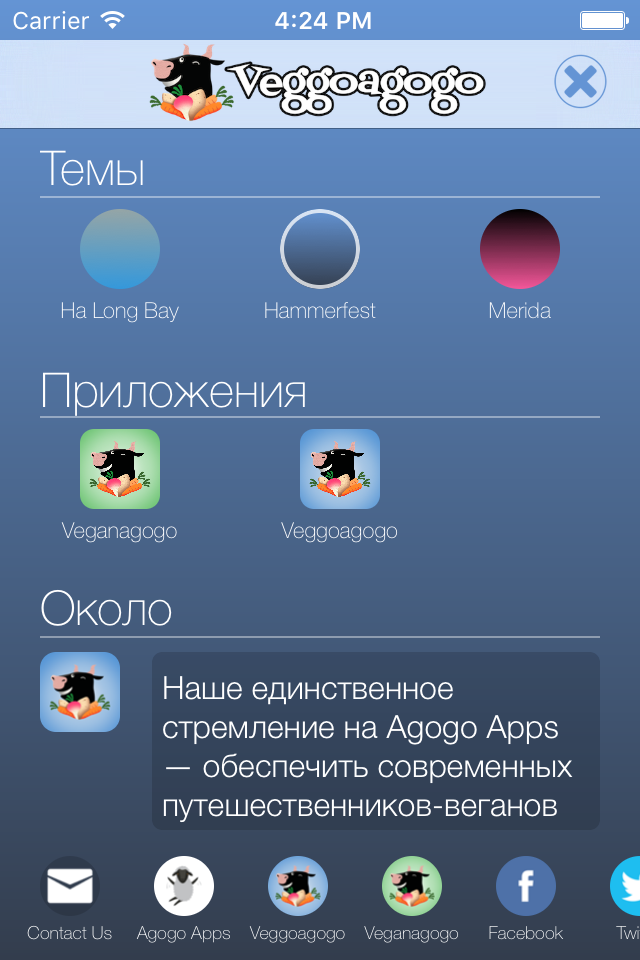 Carrier 4:24 PM
Veggoagogo
Темы
Ha Long Bay Hammerfest Merida
Приложения
Veganagogo Veggoagogo
Около
Наше единственное
стремление на Agogo Apps
— обеспечить современных
путешественников-веганов
Contact Us Agogo Apps Veggoagogo Veganagogo Facebook Twi